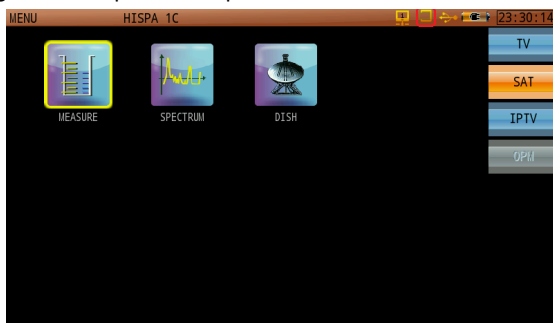 MENU HISPA 1C 23:30:14
TV
SAT
IPTV
OPM
MEASURE SPECTRUM DISH